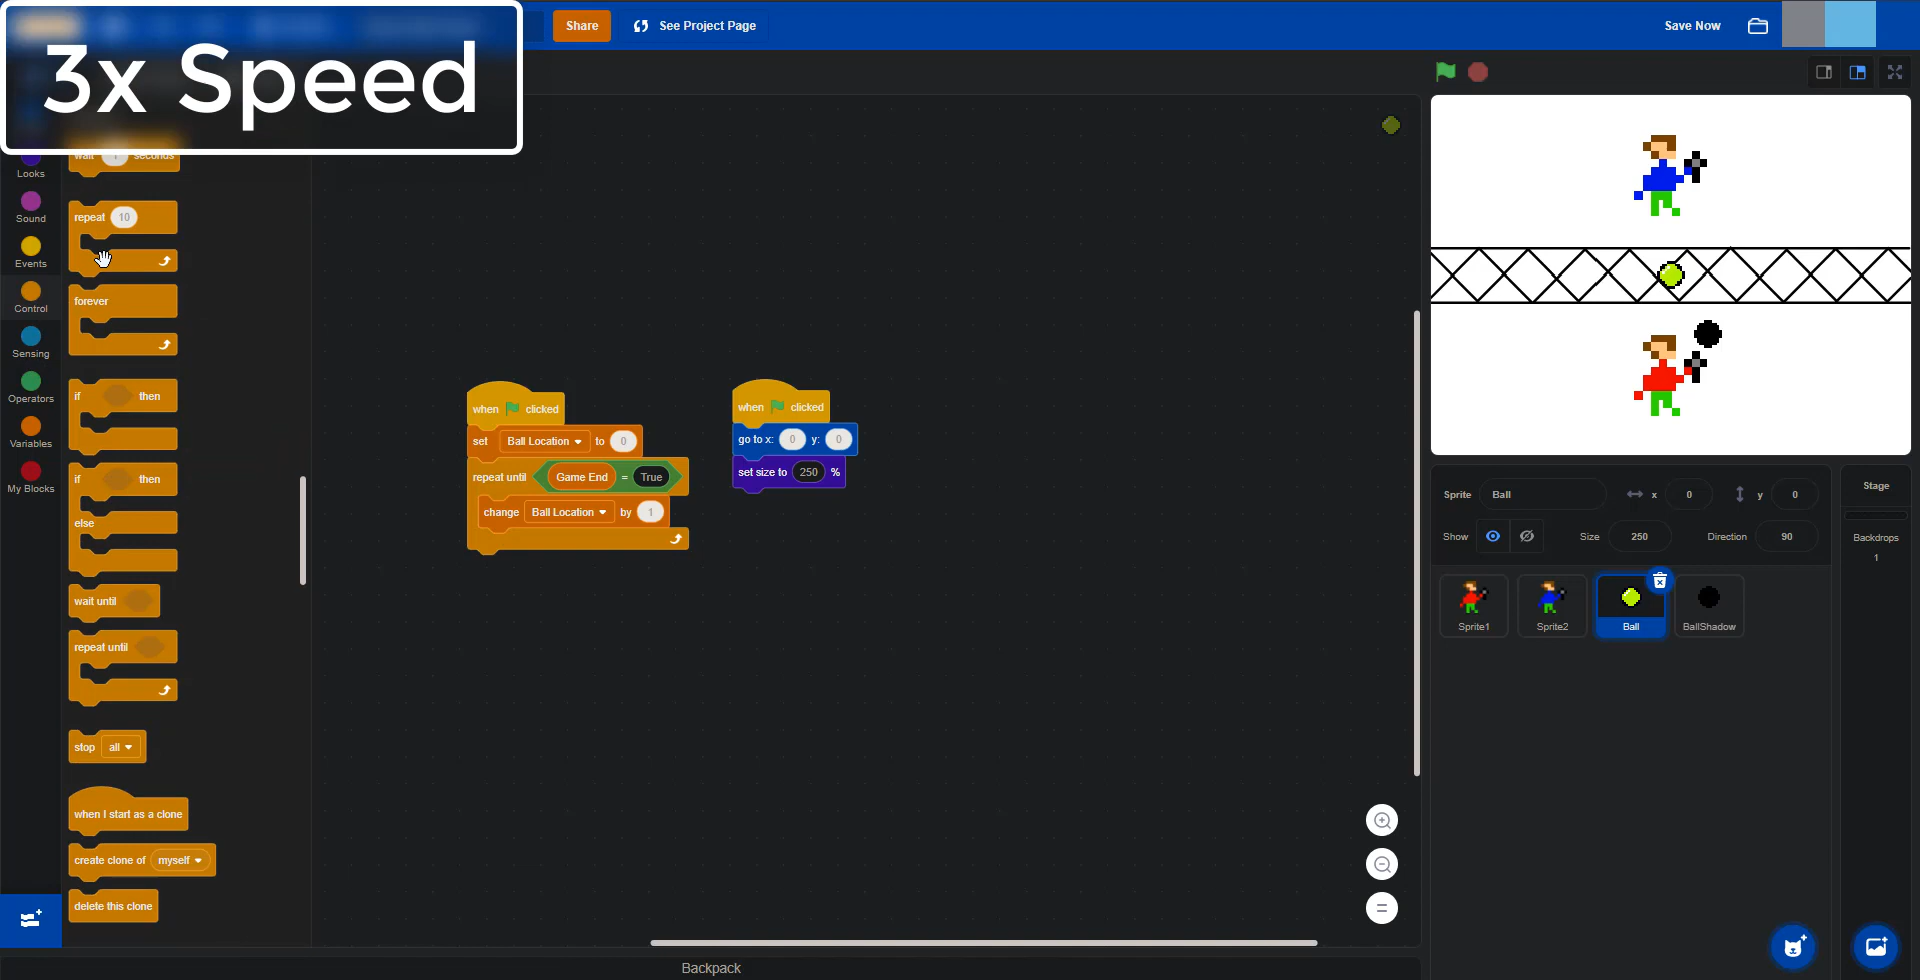 3x Speed
Share
See Project Page
Save Now
wait 1 seconds
Looks
Sound
Events
Control
Sensing
Operators
Variables
My Blocks
repeat 10
forever
if then
if then
else
wait until
repeat until
stop all
when I start as a clone
create clone of myself
delete this clone
when clicked
set Ball Location to 0
repeat until Game End = True
change Ball Location by 1
when clicked
go to x: 0 y: 0
set size to 250 %
Sprite Ball x 0 y 0
Show Size 250 Direction 90
Sprite1
Sprite2
Ball
BallShadow
Stage
Backdrops
1
Backpack